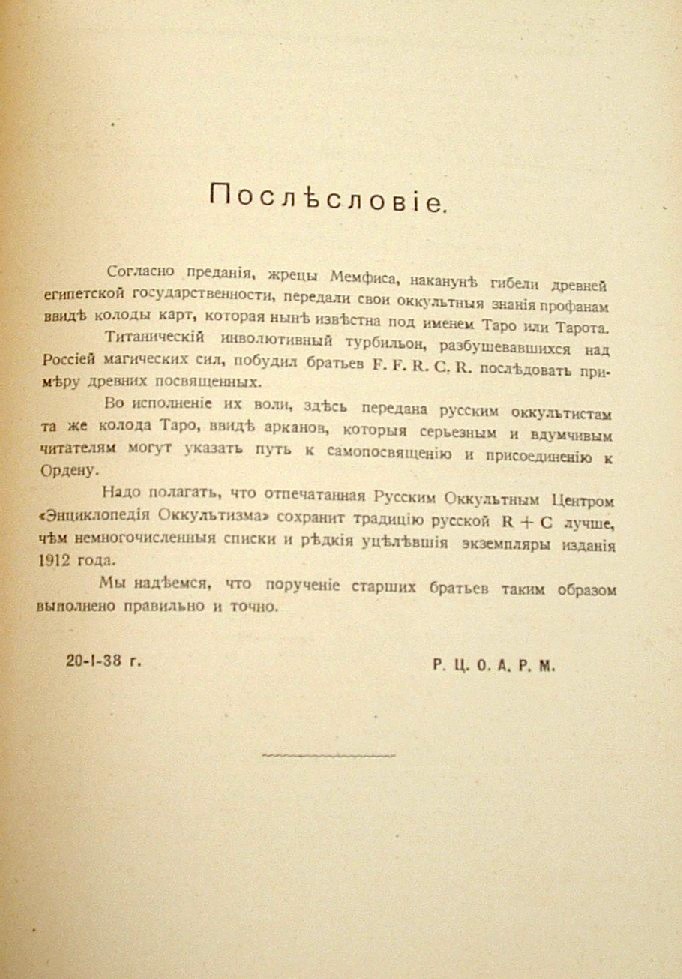 Послѣсловіе.
Согласно преданія, жрецы Мемфиса, наканунѣ гибели древней
египетской государственности, передали свои оккультныя знанія профанам
ввидѣ колоды карт, которая нынѣ извѣстна под именем Таро или Тарота.
Титаническій инволютивный турбильон, разбушевавшихся над
Россіей магических сил, побудил братьев F. F. R. C. R. послѣдовать при-
мѣру древних посвященных.
Во исполненіе их воли, здѣсь передана русским оккультистам
та же колода Таро, ввидѣ арканов, которыя серьезным и вдумчивым
читателям могут указать путь к самопосвященію и присоединенію к
Ордену.
Надо полагать, что отпечатанная Русским Оккультным Центром
«Энциклопедія Оккультизма» сохранит традицію русской R + C лучше,
чѣм немногочисленныя списки и рѣдкія уцѣлѣвшія экземпляры изданія
1912 года.
Мы надѣемся, что порученіе старших братьев таким образом
выполнено правильно и точно.
20-I-38 г. Р. Ц. О. А. Р. М.